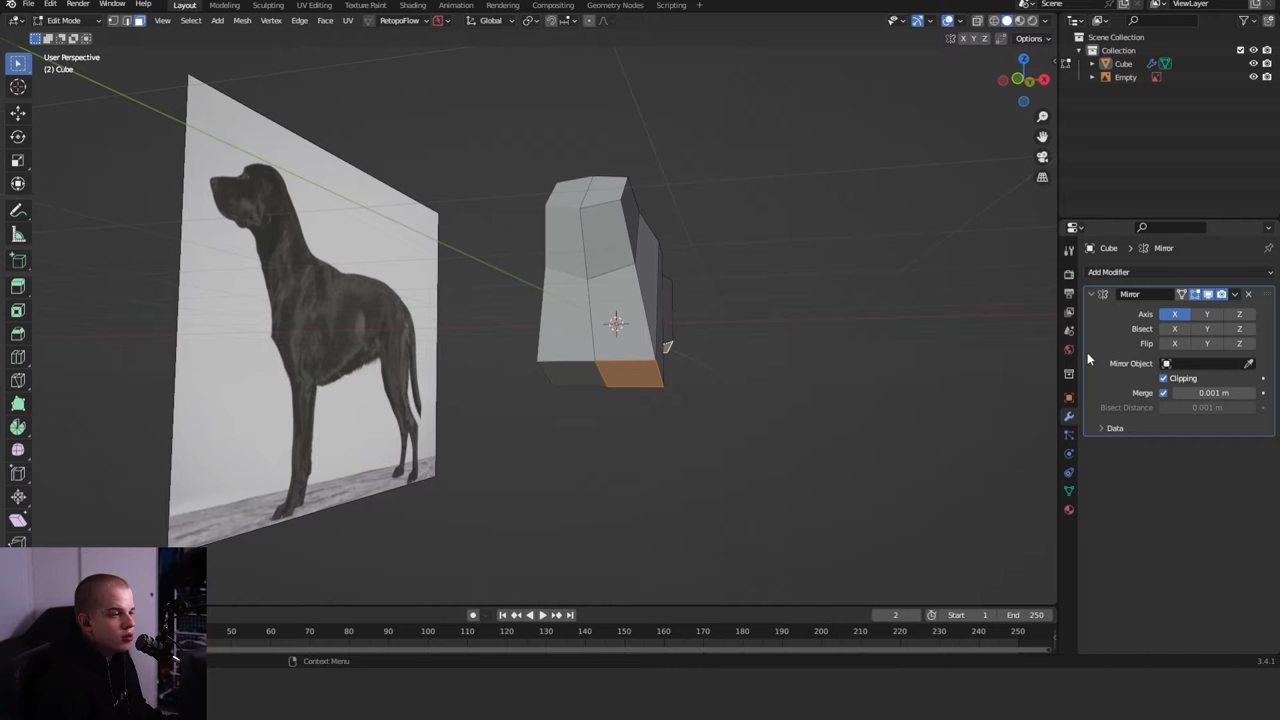 File Edit Render Window Help Layout Modeling Sculpting UV Editing Texture Paint Shading Animation Rendering Compositing Geometry Nodes Scripting Scene ViewLayer
Edit Mode View Select Add Mesh Vertex Edge Face UV RetopoFlow Global
X Y Z Options
User Perspective
(2) Cube
Z
X
Y
Scene Collection
Collection
Cube
Empty
Cube Mirror
Add Modifier
Mirror
Axis X Y Z
Bisect X Y Z
Flip X Y Z
Mirror Object
Clipping
Merge 0.001 m
Bisect Distance 0.001 m
Data
2 Start 1 End 250
50 60 70 80 90 100 110 120 130 140 150 160 170 180 190 200 210 220 230 240 250
Context Menu
3.4.1